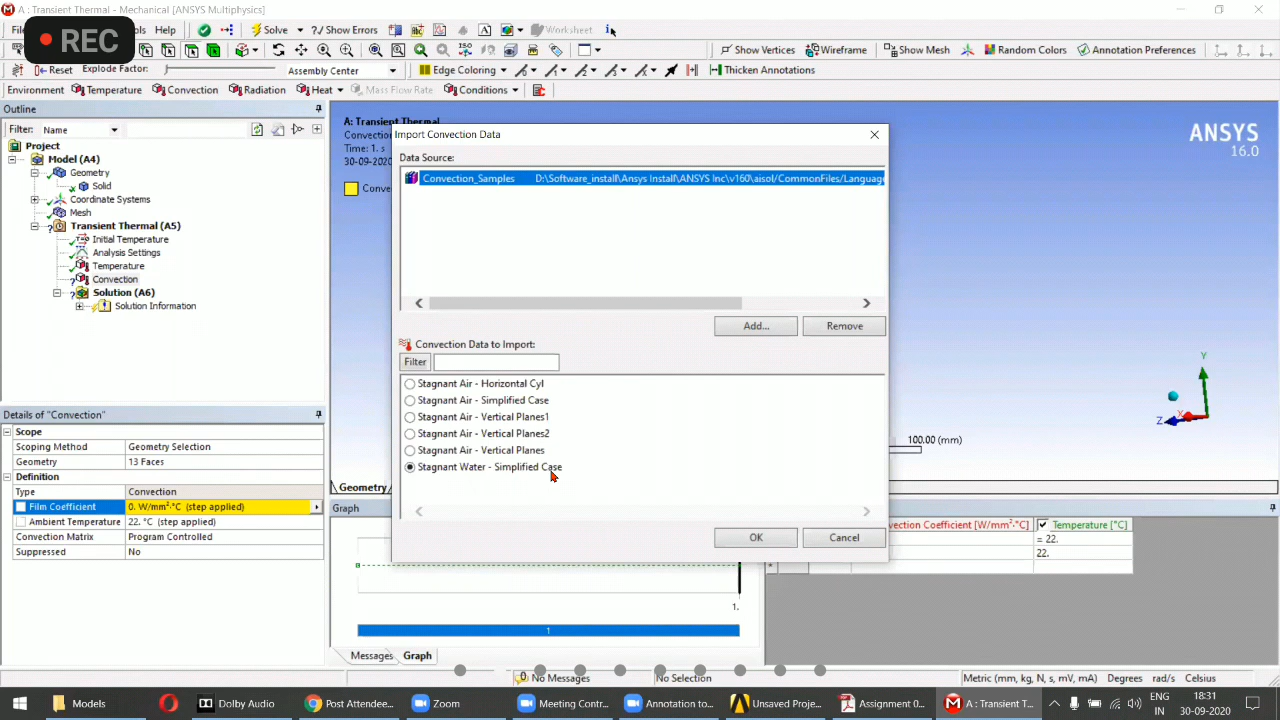 A : Transient Thermal - Mechanical [ANSYS Multiphysics]
REC
Help
Solve
?/ Show Errors
Worksheet
Show Vertices
Wireframe
Show Mesh
Random Colors
Annotation Preferences
Reset
Explode Factor:
Assembly Center
Edge Coloring
Thicken Annotations
Environment
Temperature
Convection
Radiation
Heat
Mass Flow Rate
Conditions
Outline
Filter: Name
Project
Model (A4)
Geometry
Solid
Coordinate Systems
Mesh
Transient Thermal (A5)
Initial Temperature
Analysis Settings
Temperature
Convection
Solution (A6)
Solution Information
A: Transient Thermal
Time: 1. s
30-09-2020
ANSYS
16.0
Import Convection Data
Data Source:
Convection_Samples D:\Software_install\Ansys Install\ANSYS Inc\v160\aisol/CommonFiles/Language
Add...
Remove
Convection Data to Import:
Filter
Stagnant Air - Horizontal Cyl
Stagnant Air - Simplified Case
Stagnant Air - Vertical Planes1
Stagnant Air - Vertical Planes2
Stagnant Air - Vertical Planes
Stagnant Water - Simplified Case
OK
Cancel
Y
Z
X
100.00 (mm)
Details of "Convection"
Scope
Scoping Method Geometry Selection
Geometry 13 Faces
Definition
Type Convection
Film Coefficient 0. W/mm²·°C (step applied)
Ambient Temperature 22. °C (step applied)
Convection Matrix Program Controlled
Suppressed No
Geometry
Graph
Coefficient [W/mm²·°C]
Temperature [°C]
= 22.
22.
*
1.
1
Messages
Graph
0 No Messages
No Selection
Metric (mm, kg, N, s, mV, mA)
Degrees
rad/s
Celsius
Models
Dolby Audio
Post Attendee...
Zoom
Meeting Contr...
Annotation to...
Unsaved Proje...
Assignment 0...
A : Transient T...
ENG
IN
18:31
30-09-2020